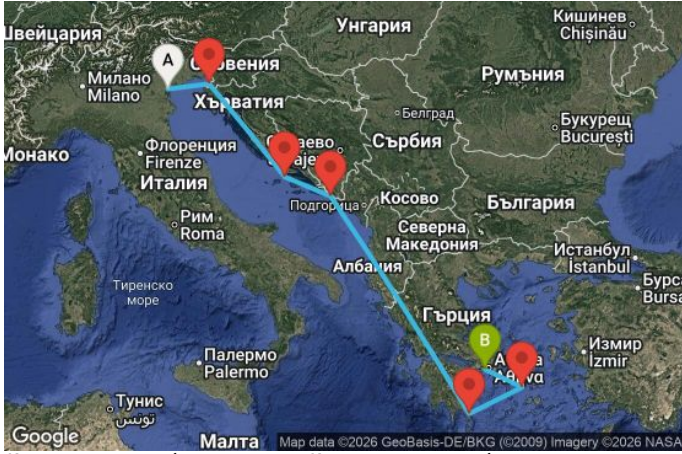 Швейцария
Унгария
Кишинев
Chișinău
A
Словения
Милано
Milano
Румъния
Хърватия
Белград
Букурещ
București
Монако
Флоренция
Firenze
Сърбия
Италия
Подгорица
Косово
България
Рим
Roma
Северна
Македония
Истанбул
İstanbul
Албания
Bursa
Тиренско
море
Гърция
B
Измир
İzmir
Палермо
Palermo
Αθήνα
Тунис
تونس
Google
Малта
Map data ©2026 GeoBasis-DE/BKG (©2009) Imagery ©2026 NASA